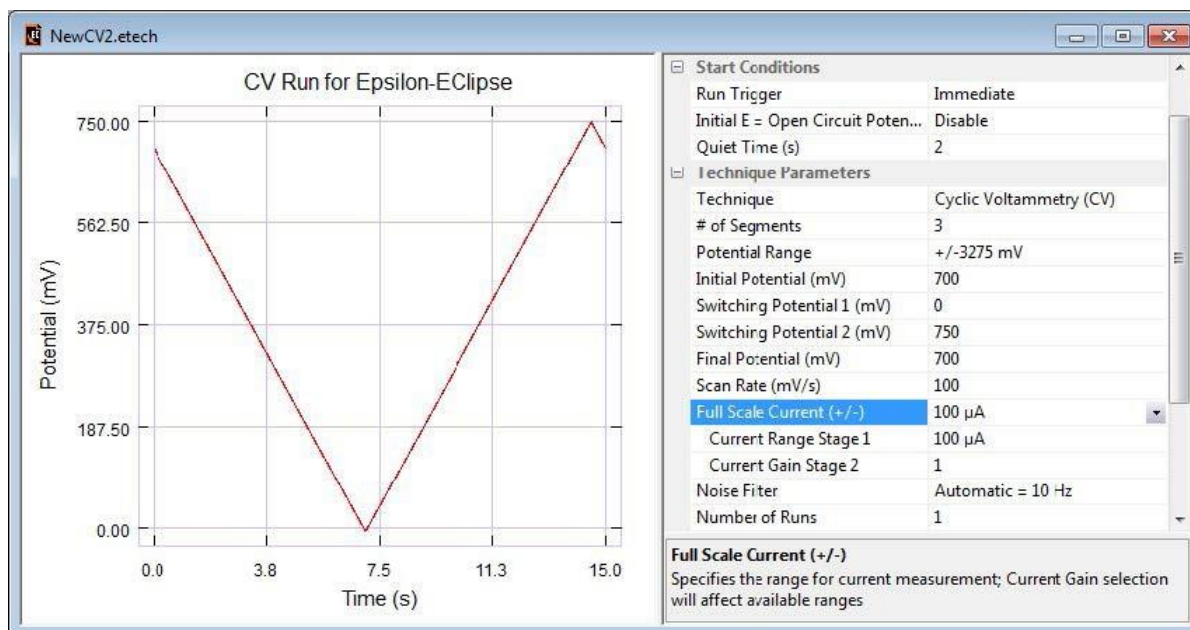 NewCV2.etech
CV Run for Epsilon-EClipse
750.00
562.50
375.00
187.50
0.00
Potential (mV)
0.0 3.8 7.5 11.3 15.0
Time (s)
Start Conditions
Run Trigger Immediate
Initial E = Open Circuit Poten... Disable
Quiet Time (s) 2
Technique Parameters
Technique Cyclic Voltammetry (CV)
# of Segments 3
Potential Range +/-3275 mV
Initial Potential (mV) 700
Switching Potential 1 (mV) 0
Switching Potential 2 (mV) 750
Final Potential (mV) 700
Scan Rate (mV/s) 100
Full Scale Current (+/-) 100 µA
Current Range Stage 1 100 µA
Current Gain Stage 2 1
Noise Filter Automatic = 10 Hz
Number of Runs 1
Full Scale Current (+/-)
Specifies the range for current measurement; Current Gain selection
will affect available ranges